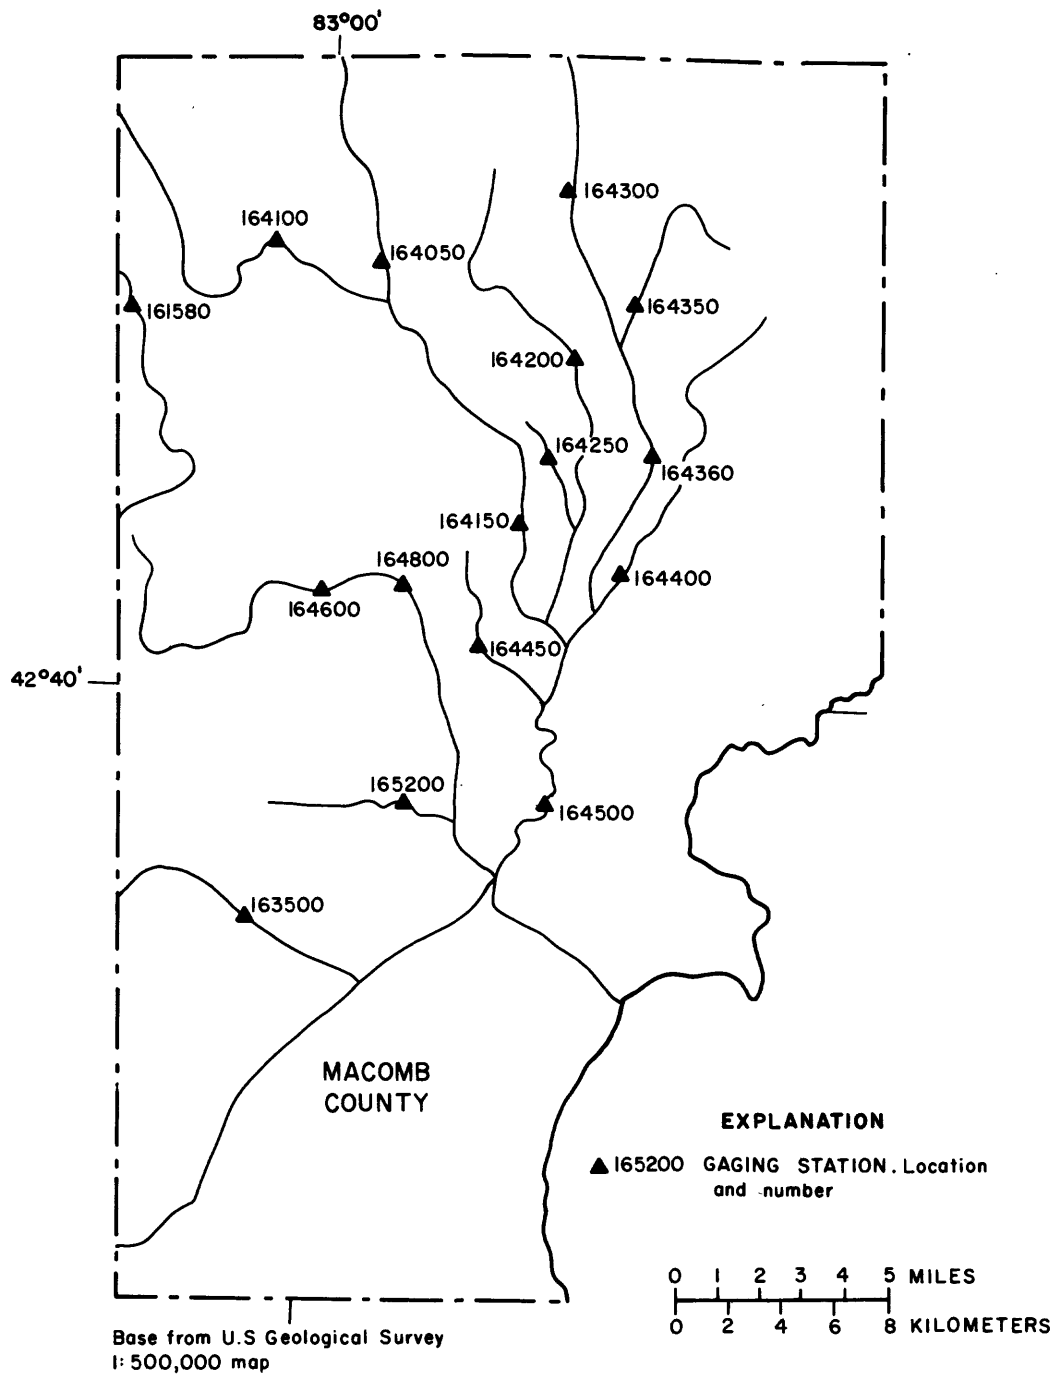 83°00'
164300
164100
164050
161580
164350
164200
164250
164360
164150
164800
164400
164600
164450
42°40'
165200
164500
163500
MACOMB
COUNTY
EXPLANATION
165200 GAGING STATION. Location
and number
0 1 2 3 4 5 MILES
0 2 4 6 8 KILOMETERS
Base from U.S Geological Survey
1:500,000 map